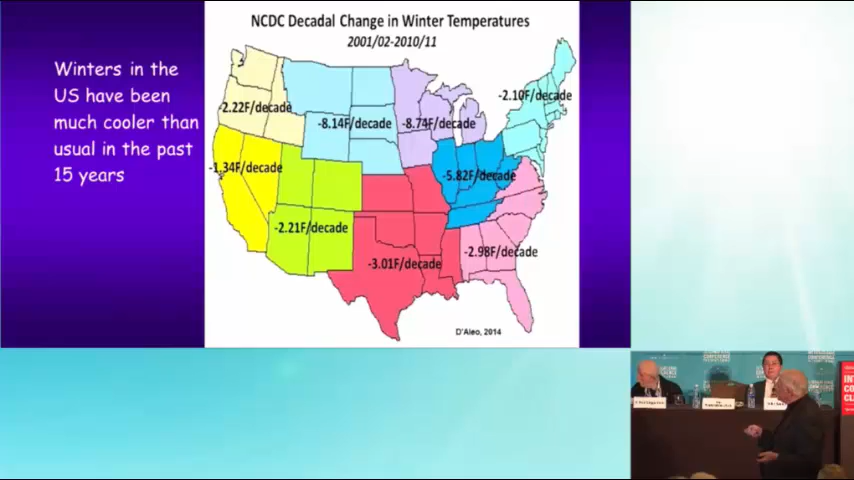 NCDC Decadal Change in Winter Temperatures
2001/02-2010/11
Winters in the
US have been
much cooler than
usual in the past
15 years
-2.22F/decade
-8.14F/decade
-8.74F/decade
-2.10F/decade
-1.34F/decade
-5.82F/decade
-2.21F/decade
-3.01F/decade
-2.98F/decade
D'Aleo, 2014
CONFERENCE